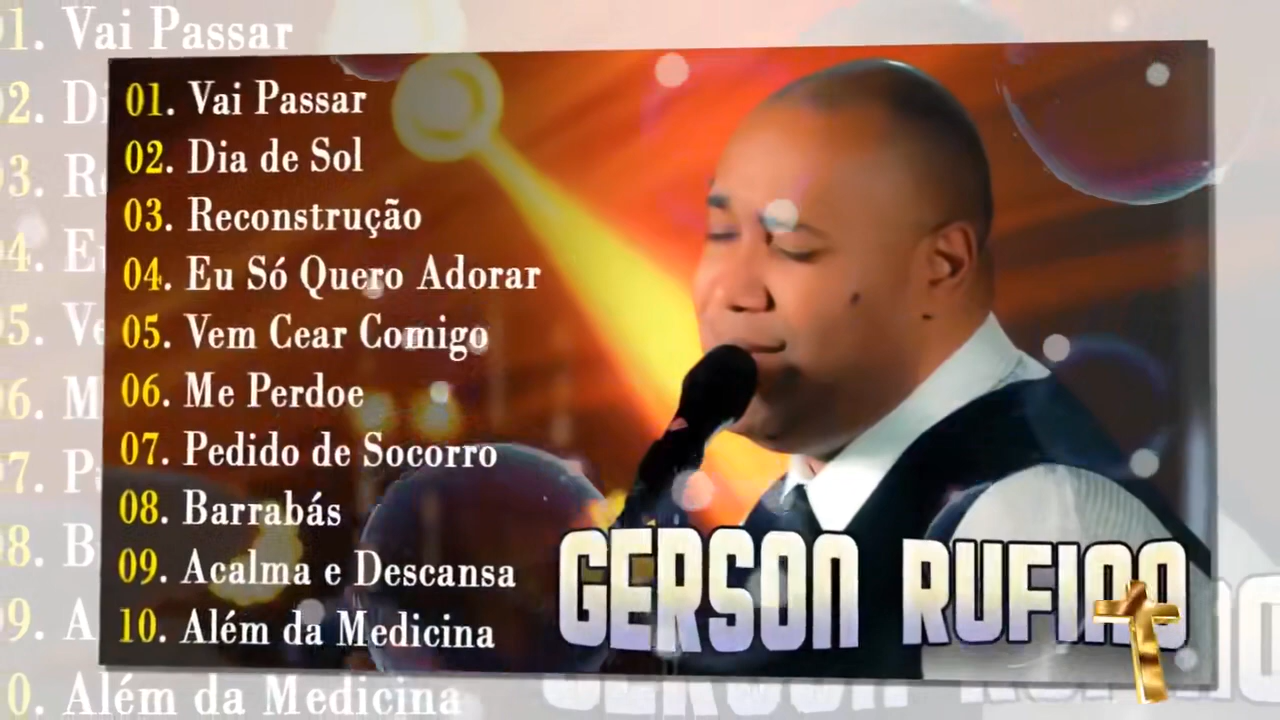 01. Vai Passar
02. Dia de Sol
03. Reconstrução
04. Eu Só Quero Adorar
05. Vem Cear Comigo
06. Me Perdoe
07. Pedido de Socorro
08. Barrabás
09. Acalma e Descansa
10. Além da Medicina
GERSON RUFINO